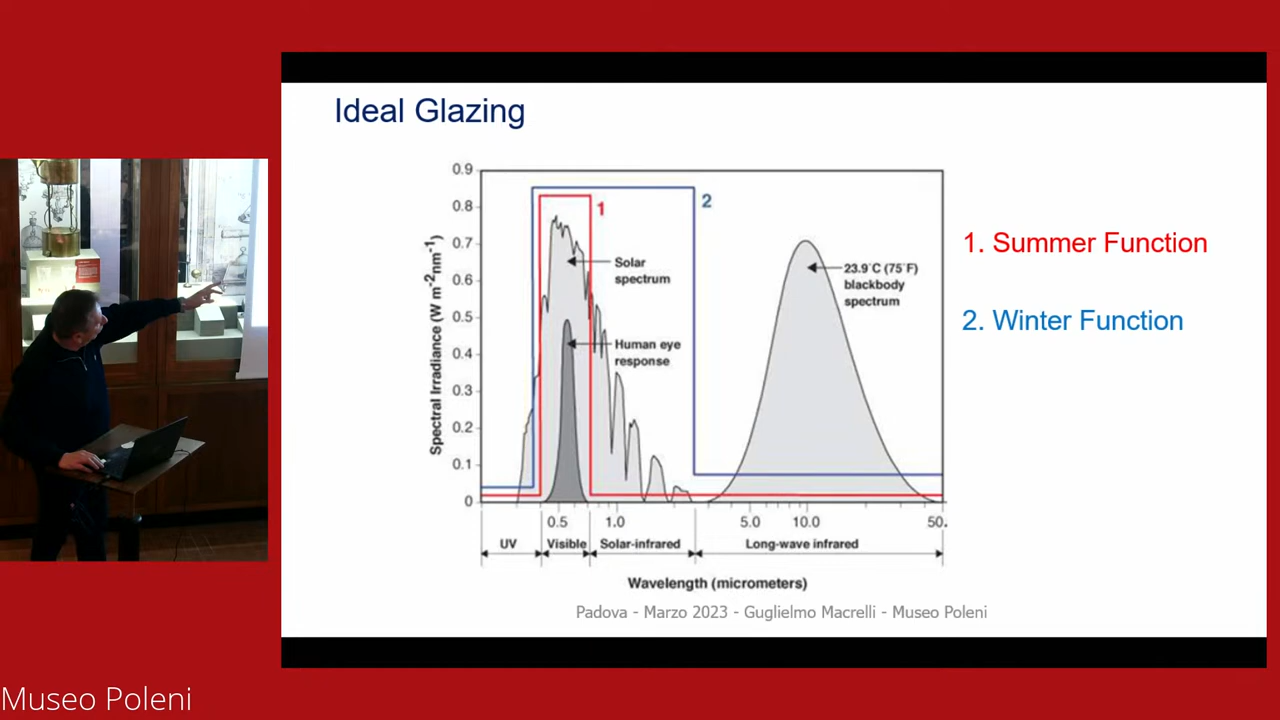 Ideal Glazing
0.9
0.8
0.7
0.6
0.5
0.4
0.3
0.2
0.1
0
Spectral Irradiance (W m-2nm-1)
1
2
Solar
spectrum
Human eye
response
23.9°C (75°F)
blackbody
spectrum
0.5
1.0
5.0
10.0
50.
UV
Visible
Solar-infrared
Long-wave infrared
Wavelength (micrometers)
1. Summer Function
2. Winter Function
Padova - Marzo 2023 - Guglielmo Macrelli - Museo Poleni
Museo Poleni